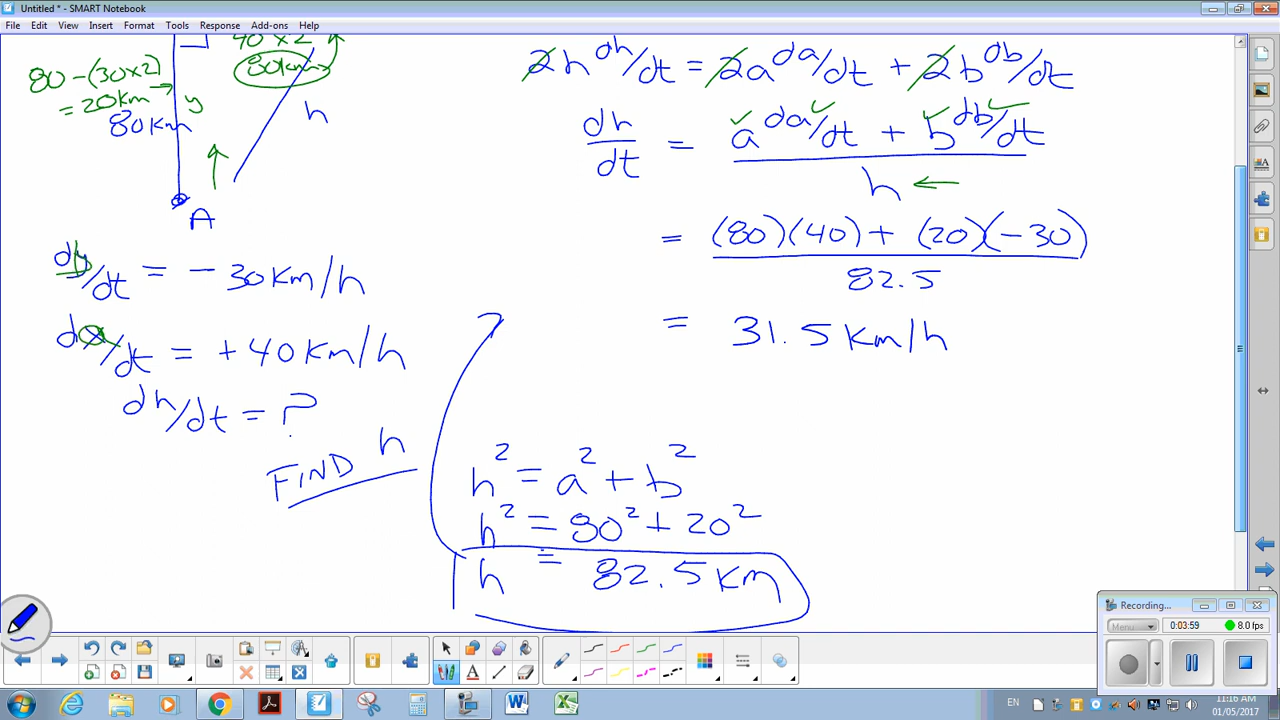 Untitled * - SMART Notebook
File Edit View Insert Format Tools Response Add-ons Help
40 x 2
80km
80 - (30x2)
= 20km
y
80km
h
A
dy/dt = - 30km/h
dx/dt = +40km/h
dh/dt = ?
FIND h
2h dh/dt = 2a da/dt + 2b db/dt
dh/dt = a da/dt + b db/dt
h
= (80)(40) + (20)(-30)
82.5
= 31.5 km/h
h² = a² + b²
h² = 80² + 20²
h = 82.5 km
Recording...
Menu
0:03:59
8.0 fps
EN
11:16 AM
01/05/2017